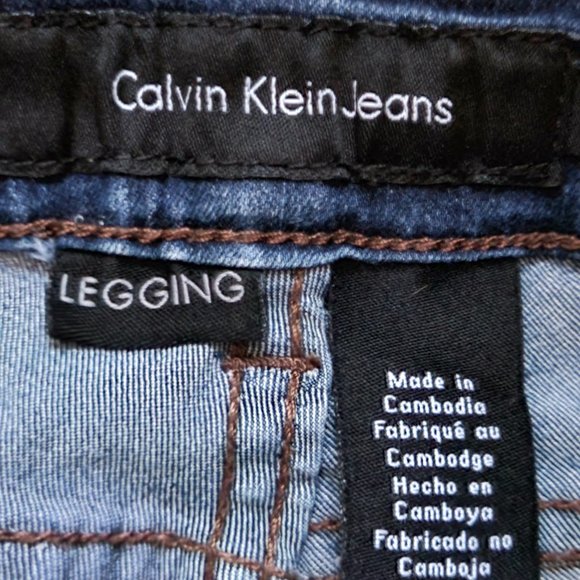 Calvin Klein Jeans
LEGGING
Made in
Cambodia
Fabriqué au
Cambodge
Hecho en
Camboya
Fabricado no
Camboja